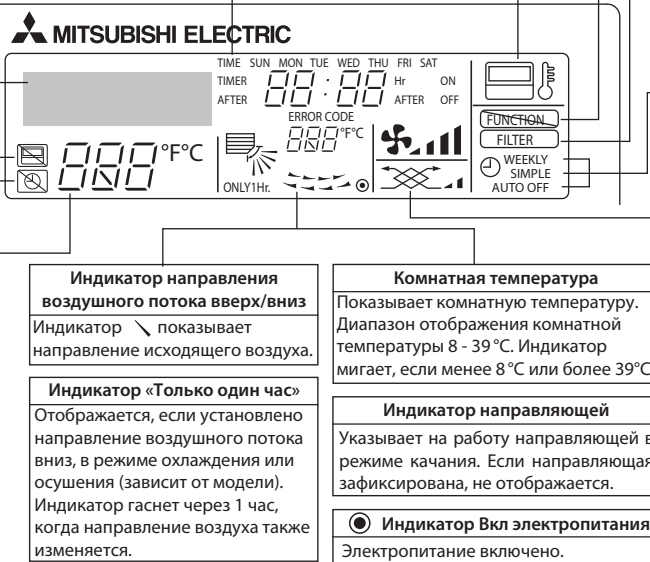 MITSUBISHI ELECTRIC
TIME SUN MON TUE WED THU FRI SAT
TIMER Hr ON
AFTER AFTER OFF
ERROR CODE
°F°C
°F°C
ONLY1Hr.
FUNCTION
FILTER
WEEKLY
SIMPLE
AUTO OFF
Индикатор направления
воздушного потока вверх/вниз
Индикатор показывает
направление исходящего воздуха.
Индикатор «Только один час»
Отображается, если установлено
направление воздушного потока
вниз, в режиме охлаждения или
осушения (зависит от модели).
Индикатор гаснет через 1 час,
когда направление воздуха также
изменяется.
Комнатная температура
Показывает комнатную температуру.
Диапазон отображения комнатной
температуры 8 - 39 °C. Индикатор
мигает, если менее 8 °C или более 39°C
Индикатор направляющей
Указывает на работу направляющей в
режиме качания. Если направляющая
зафиксирована, не отображается.
Индикатор Вкл электропитания
Электропитание включено.